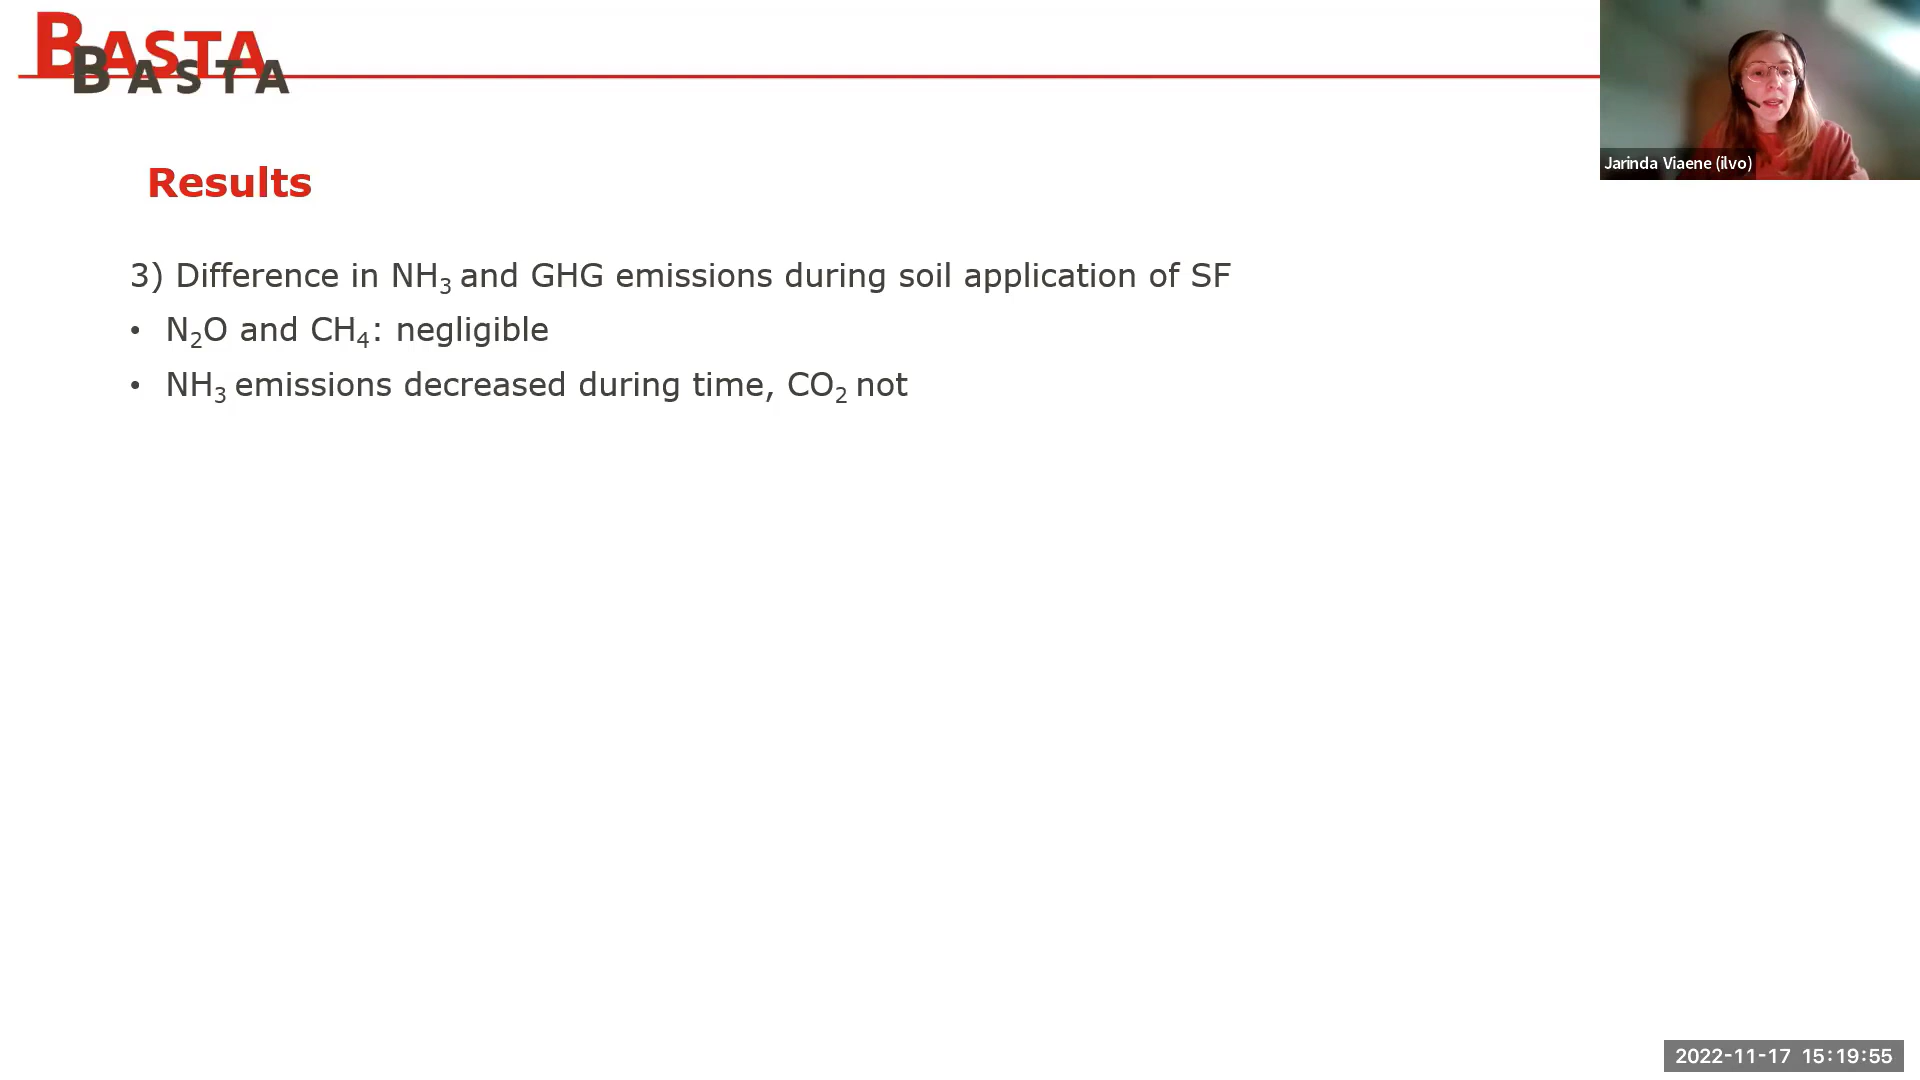 BASTA
BASTA
Jarinda Viaene (ilvo)
Results
3) Difference in NH₃ and GHG emissions during soil application of SF
• N₂O and CH₄: negligible
• NH₃ emissions decreased during time, CO₂ not
2022-11-17 15:19:55